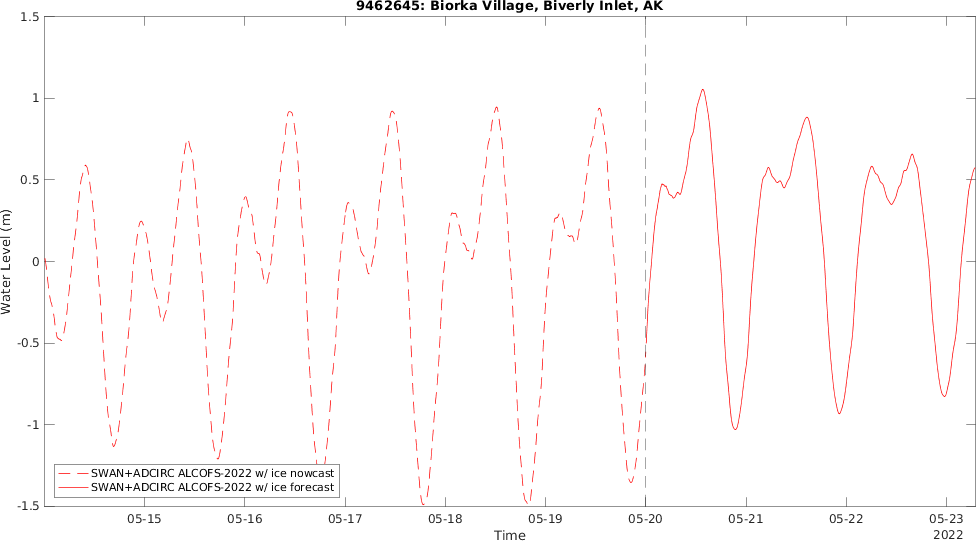 9462645: Biorka Village, Biverly Inlet, AK
1.5
1
0.5
0
-0.5
-1
-1.5
Water Level (m)
SWAN+ADCIRC ALCOFS-2022 w/ ice nowcast
SWAN+ADCIRC ALCOFS-2022 w/ ice forecast
05-15 05-16 05-17 05-18 05-19 05-20 05-21 05-22 05-23
Time
2022